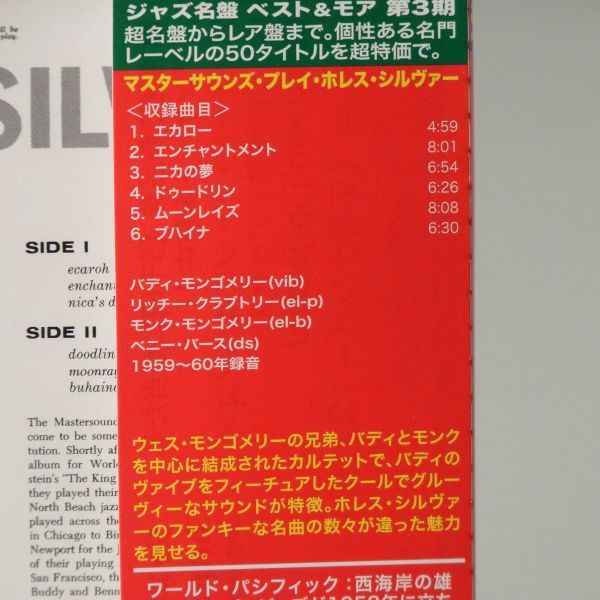 ll be
play.
SIL
SIDE I
ecaroh
enchant
nica's d
SIDE II
doodlin
moonray
buhaina
The Mastersound
come to be some
tution. Shortly af
album for Worl
stein's "The King
they played their
North Beach jazz
played across the
in Chicago to Bir
Newport for the J
of their playing
San Francisco, the
Buddy and Benn
ジャズ名盤 ベスト&モア 第3期
超名盤からレア盤まで。個性ある名門
レーベルの50タイトルを超特価で。
マスターサウンズ・プレイ・ホレス・シルヴァー
<収録曲目>
1. エカロー 4:59
2. エンチャントメント 8:01
3. ニカの夢 6:54
4. ドゥードリン 6:26
5. ムーンレイズ 8:08
6. ブハイナ 6:30
バディ・モンゴメリー(vib)
リッチー・クラブトリー(el-p)
モンク・モンゴメリー(el-b)
ベニー・バース(ds)
1959〜60年録音
ウェス・モンゴメリーの兄弟、バディとモンク
を中心に結成されたカルテットで、バディの
ヴァイブをフィーチュアしたクールでグルー
ヴィーなサウンドが特徴。ホレス・シルヴァ
ーのファンキーな名曲の数々が違った魅力
を見せる。
ワールド・パシフィック：西海岸の雄